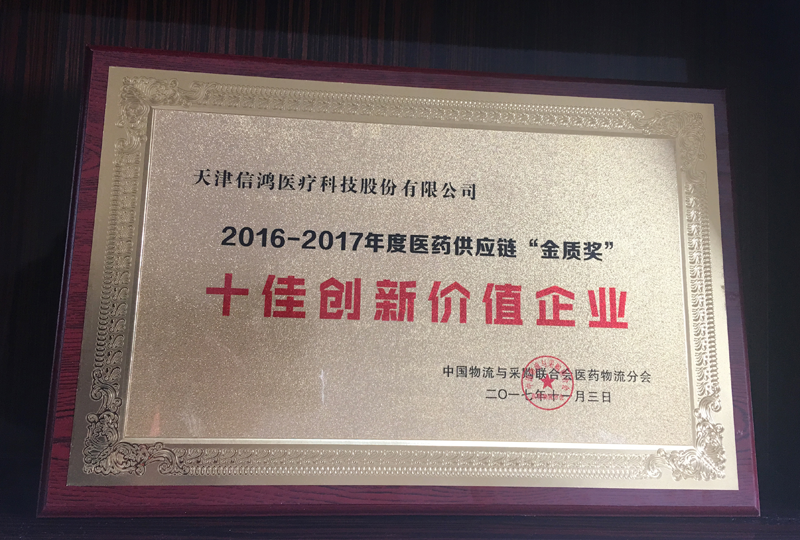 天津信鸿医疗科技股份有限公司
2016-2017年度医药供应链“金质奖”
十佳创新价值企业
中国物流与采购联合会医药物流分会
二〇一七年十一月三日